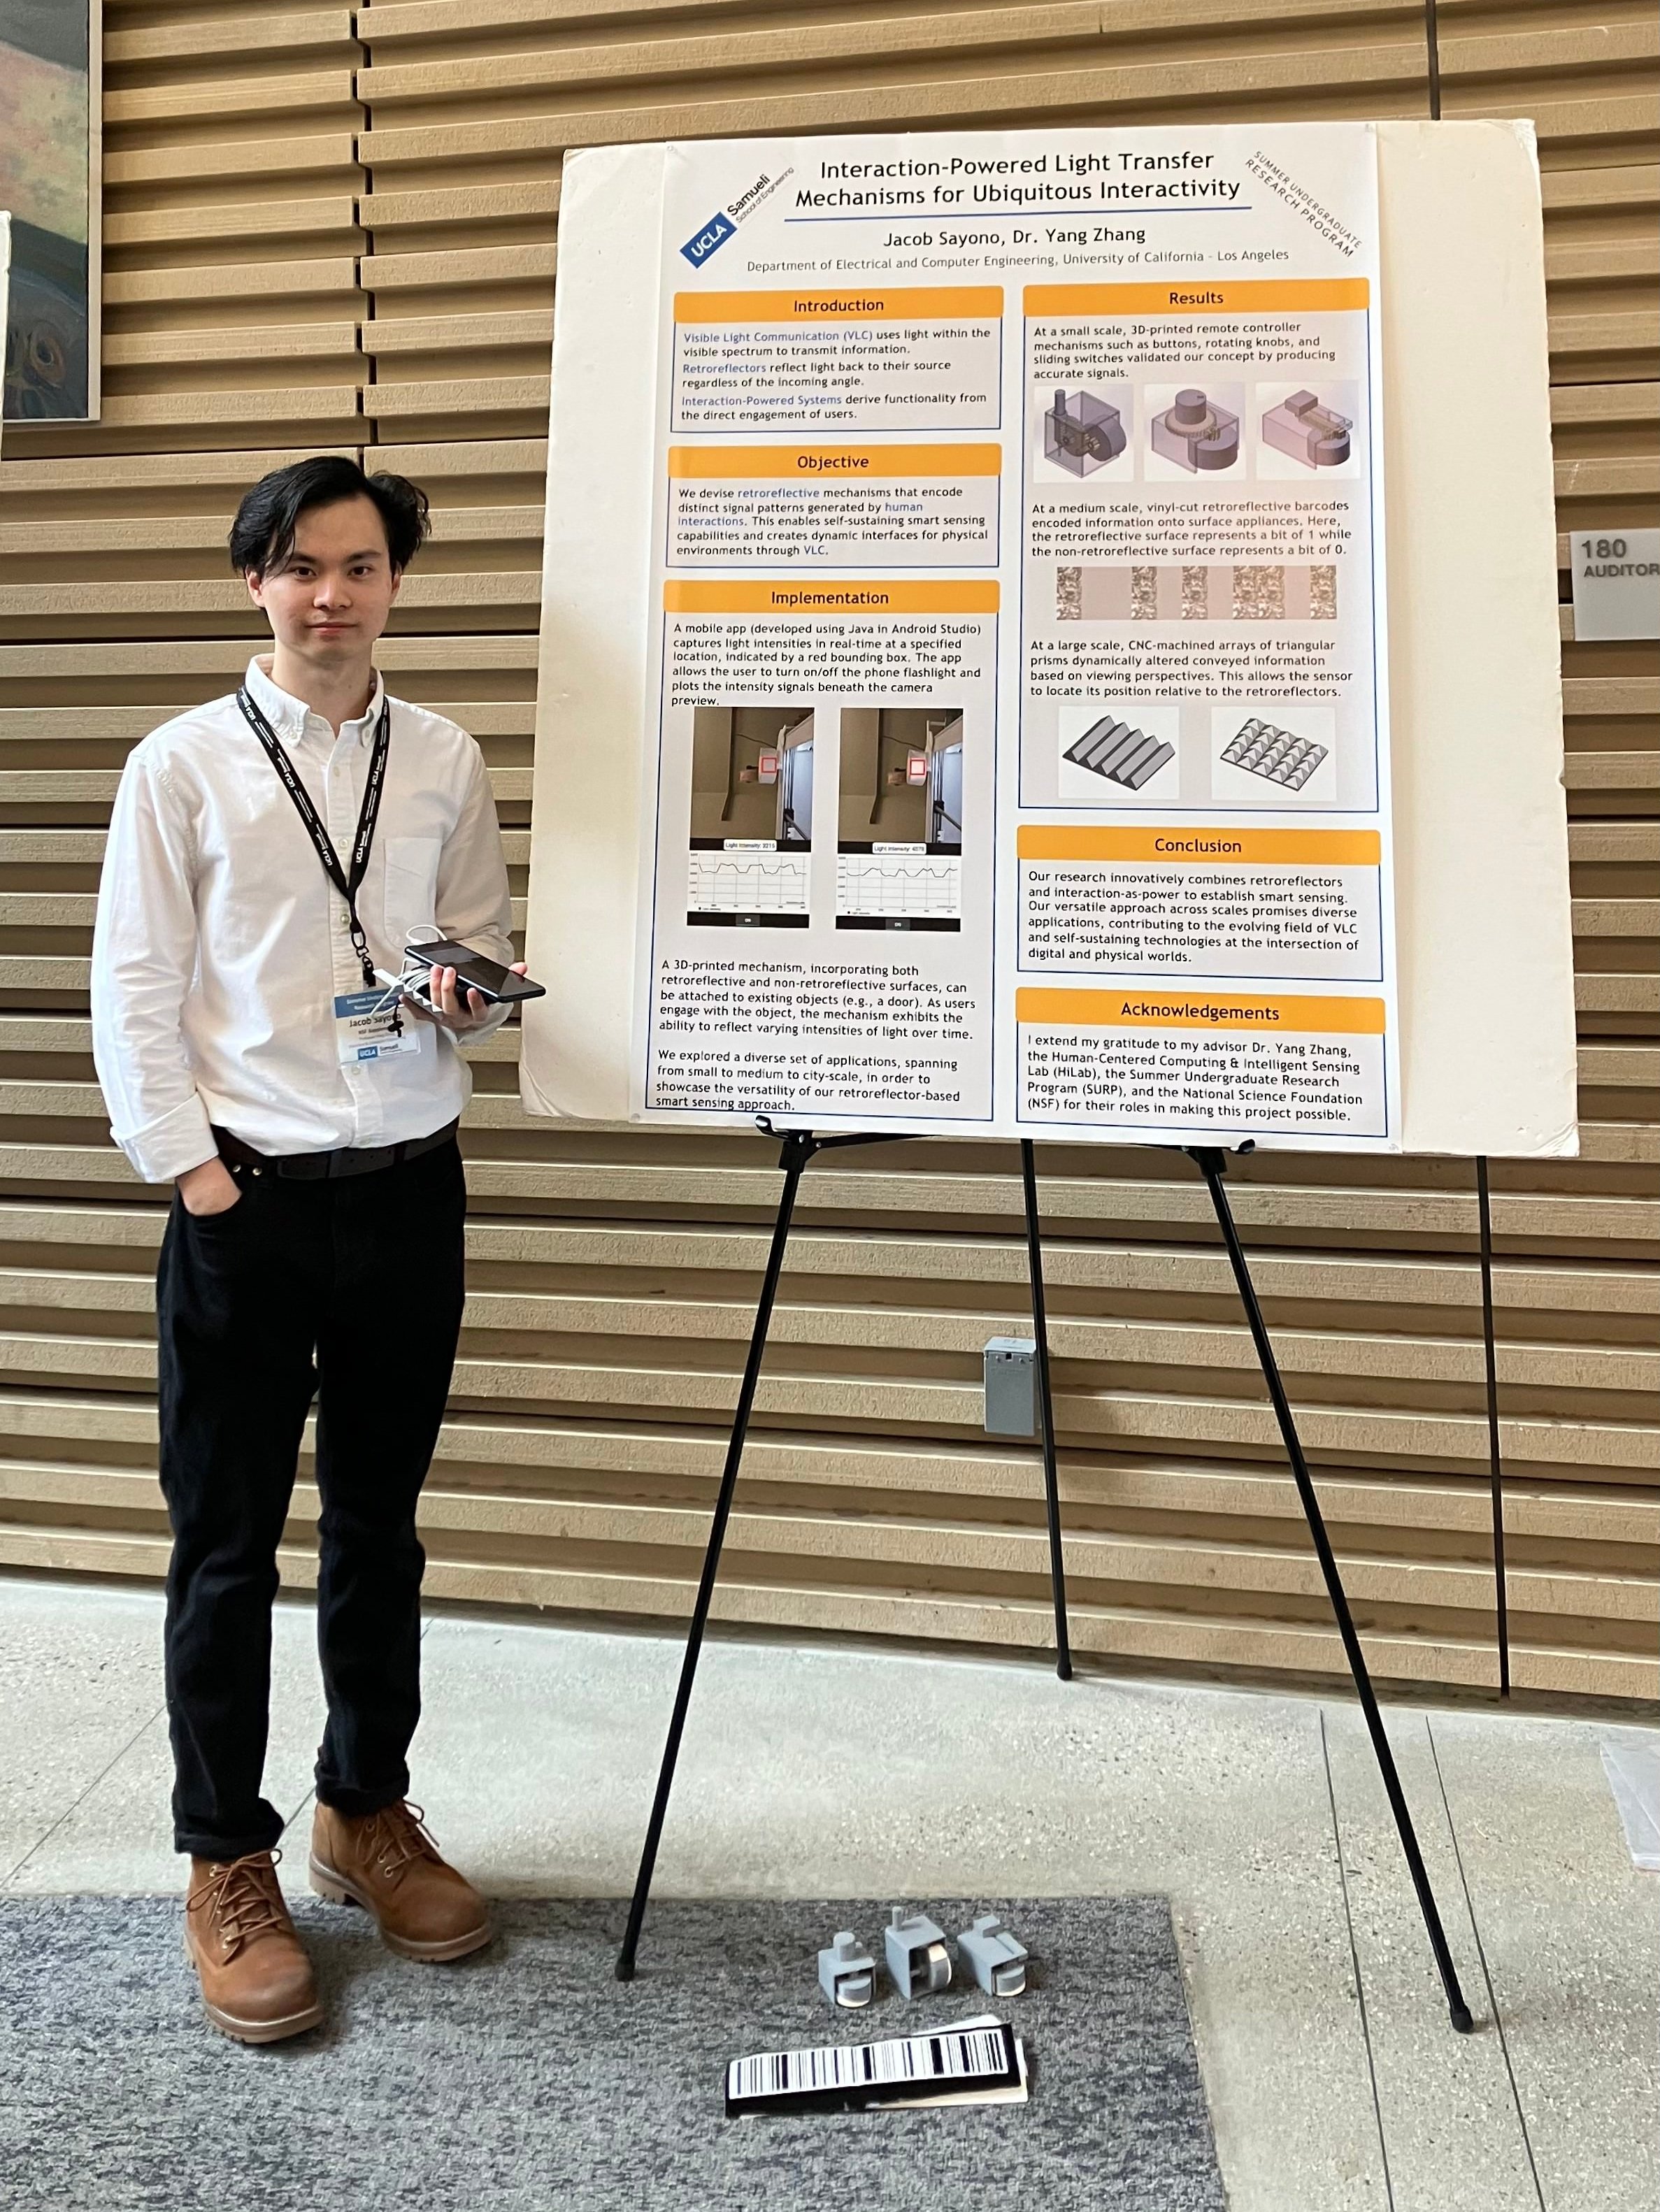 UCLA Samueli
School of Engineering
Interaction-Powered Light Transfer
Mechanisms for Ubiquitous Interactivity
SUMMER UNDERGRADUATE
RESEARCH PROGRAM
Jacob Sayono, Dr. Yang Zhang
Department of Electrical and Computer Engineering, University of California - Los Angeles
Introduction
Visible Light Communication (VLC) uses light within the
visible spectrum to transmit information.
Retroreflectors reflect light back to their source
regardless of the incoming angle.
Interaction-Powered Systems derive functionality from
the direct engagement of users.
Objective
We devise retroreflective mechanisms that encode
distinct signal patterns generated by human
interactions. This enables self-sustaining smart sensing
capabilities and creates dynamic interfaces for physical
environments through VLC.
Implementation
A mobile app (developed using Java in Android Studio)
captures light intensities in real-time at a specified
location, indicated by a red bounding box. The app
allows the user to turn on/off the phone flashlight and
plots the intensity signals beneath the camera
preview.
Light Intensity: 3215
Light Intensity: 4076
A 3D-printed mechanism, incorporating both
retroreflective and non-retroreflective surfaces, can
be attached to existing objects (e.g., a door). As users
engage with the object, the mechanism exhibits the
ability to reflect varying intensities of light over time.
We explored a diverse set of applications, spanning
from small to medium to city-scale, in order to
showcase the versatility of our retroreflector-based
smart sensing approach.
Results
At a small scale, 3D-printed remote controller
mechanisms such as buttons, rotating knobs, and
sliding switches validated our concept by producing
accurate signals.
At a medium scale, vinyl-cut retroreflective barcodes
encoded information onto surface appliances. Here,
the retroreflective surface represents a bit of 1 while
the non-retroreflective surface represents a bit of 0.
At a large scale, CNC-machined arrays of triangular
prisms dynamically altered conveyed information
based on viewing perspectives. This allows the sensor
to locate its position relative to the retroreflectors.
Conclusion
Our research innovatively combines retroreflectors
and interaction-as-power to establish smart sensing.
Our versatile approach across scales promises diverse
applications, contributing to the evolving field of VLC
and self-sustaining technologies at the intersection of
digital and physical worlds.
Acknowledgements
I extend my gratitude to my advisor Dr. Yang Zhang,
the Human-Centered Computing & Intelligent Sensing
Lab (HiLab), the Summer Undergraduate Research
Program (SURP), and the National Science Foundation
(NSF) for their roles in making this project possible.
180
AUDITOR
UCLA
UCLA
Summer Undergraduate
Research Program
Jacob Sayono
UCLA Samueli